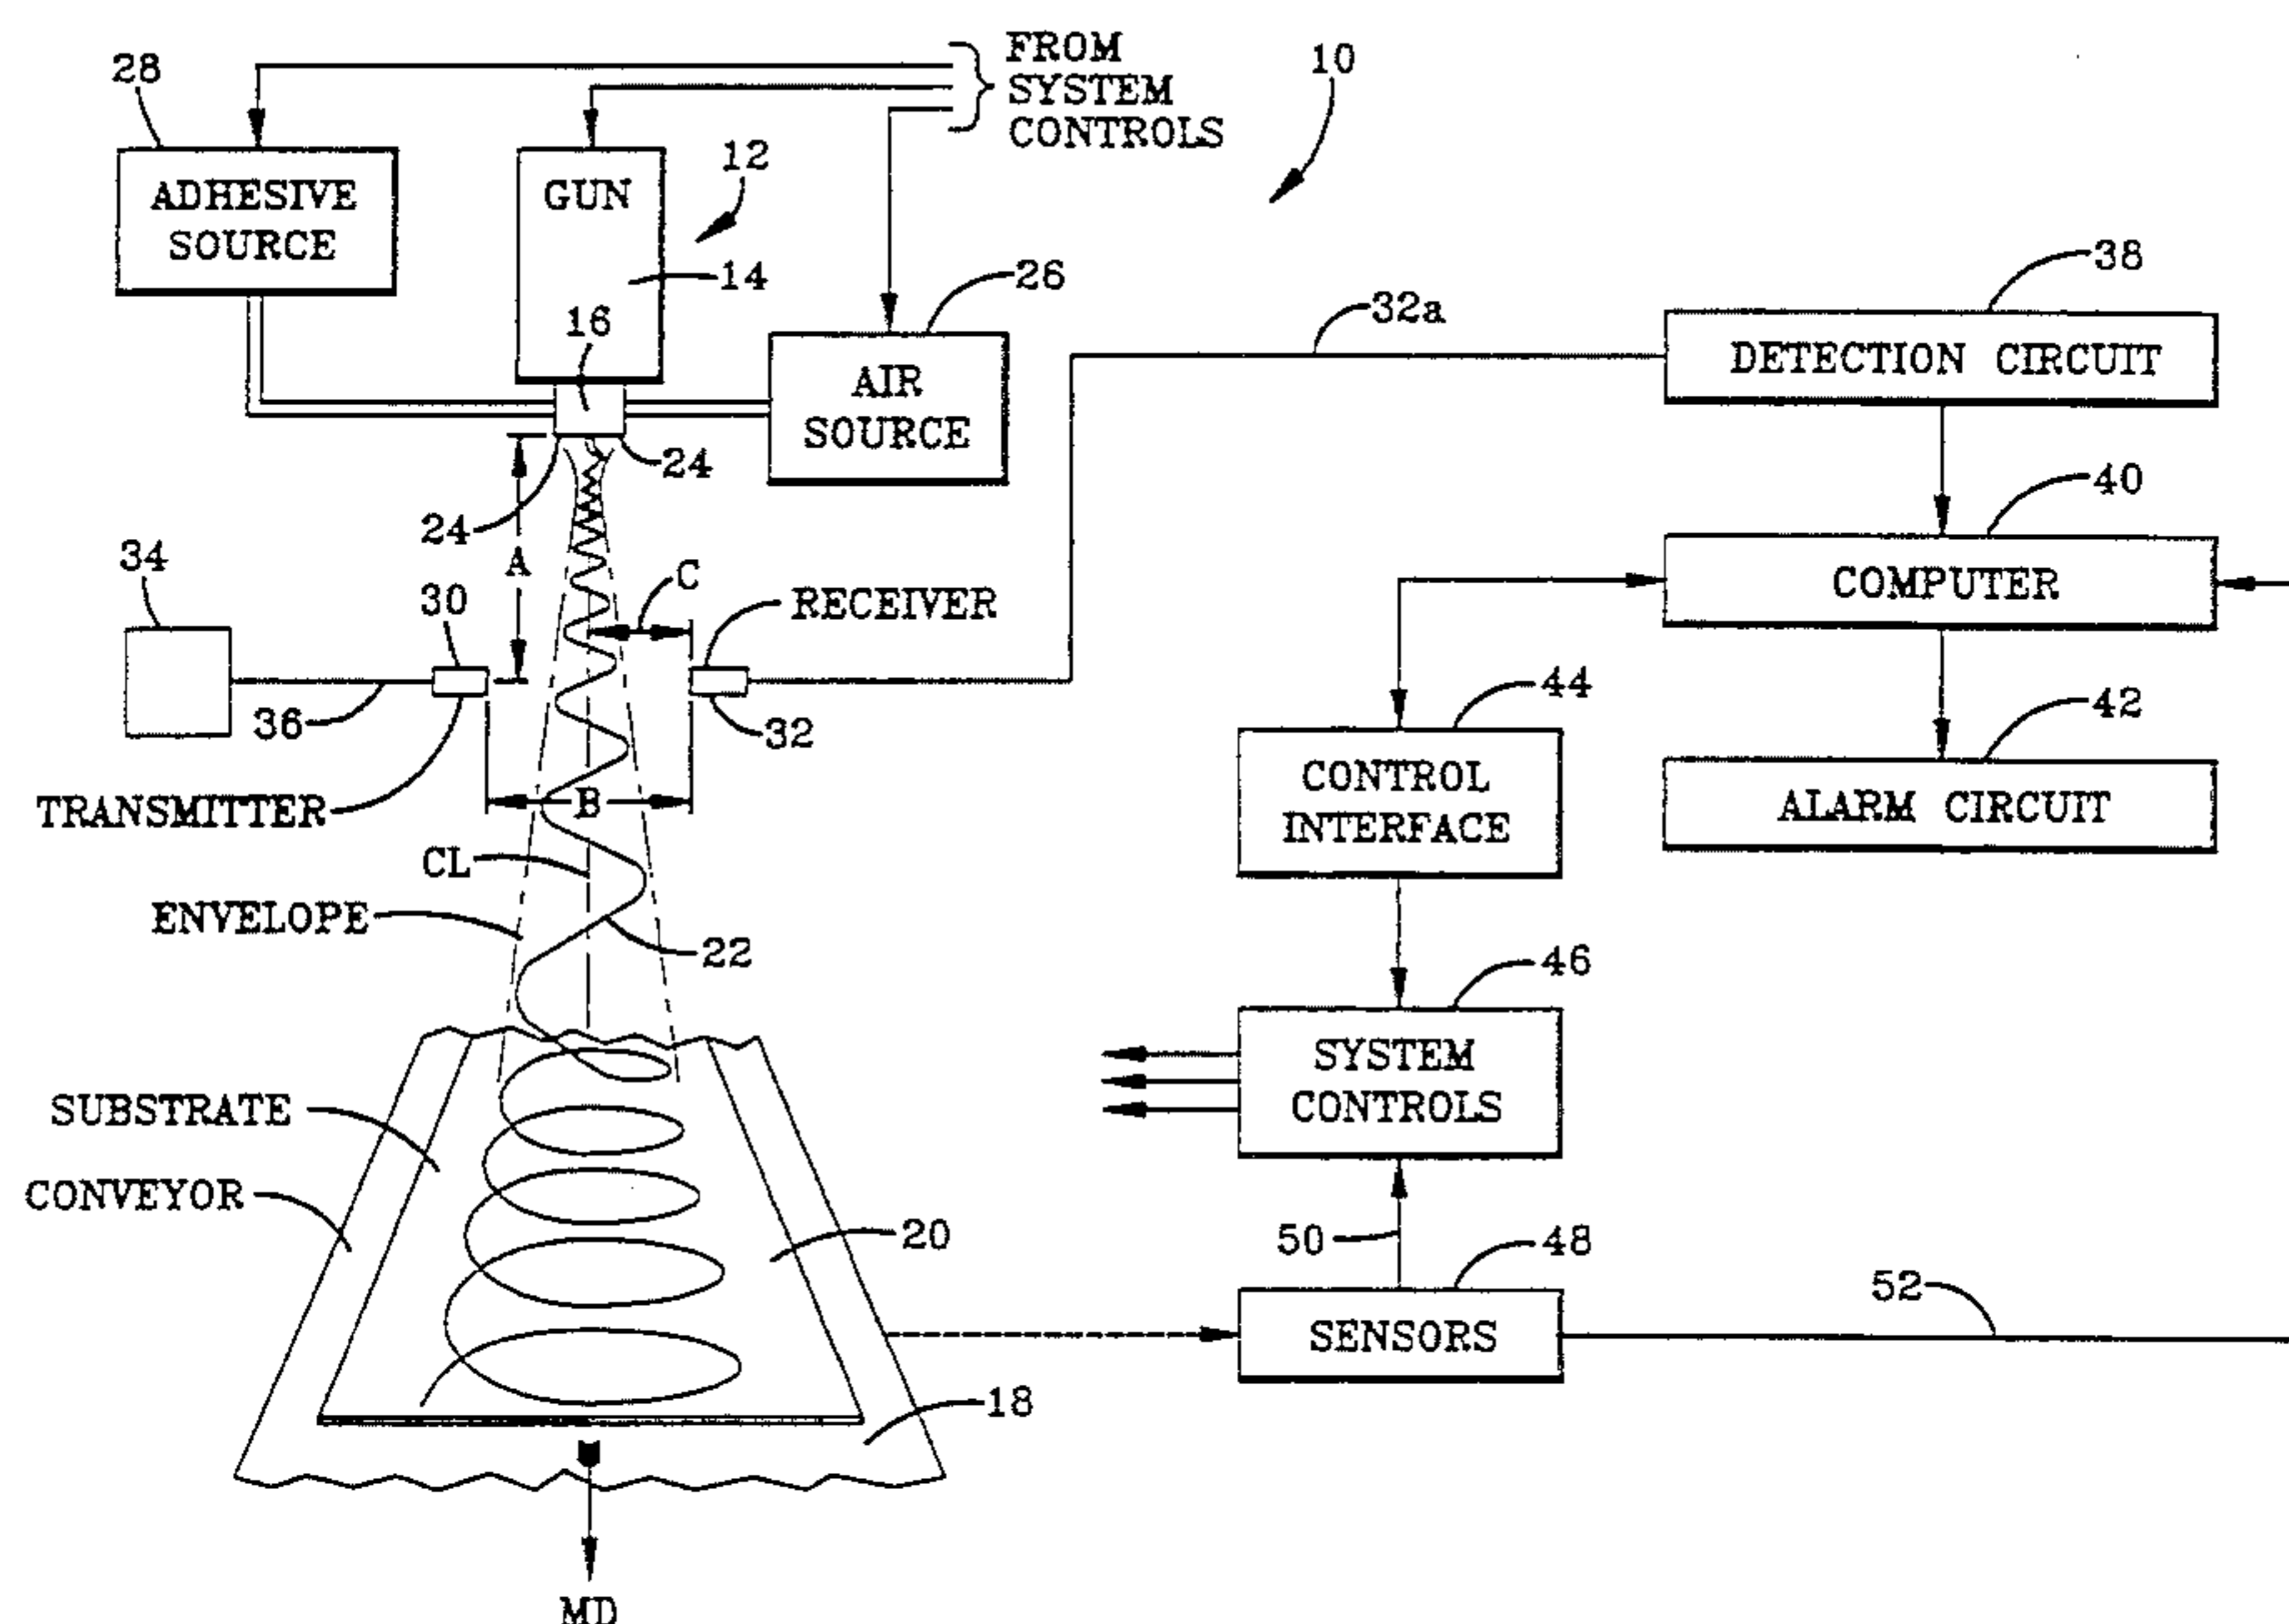 FROM
SYSTEM
CONTROLS
10
28
12
ADHESIVE
SOURCE
GUN
14
26
38
16
32a
AIR
SOURCE
DETECTION CIRCUIT
24
24
40
A
34
30
C
RECEIVER
COMPUTER
36
32
44
42
TRANSMITTER
B
CONTROL
INTERFACE
ALARM CIRCUIT
CL
ENVELOPE
22
46
SYSTEM
CONTROLS
SUBSTRATE
CONVEYOR
20
50
48
52
SENSORS
18
MD